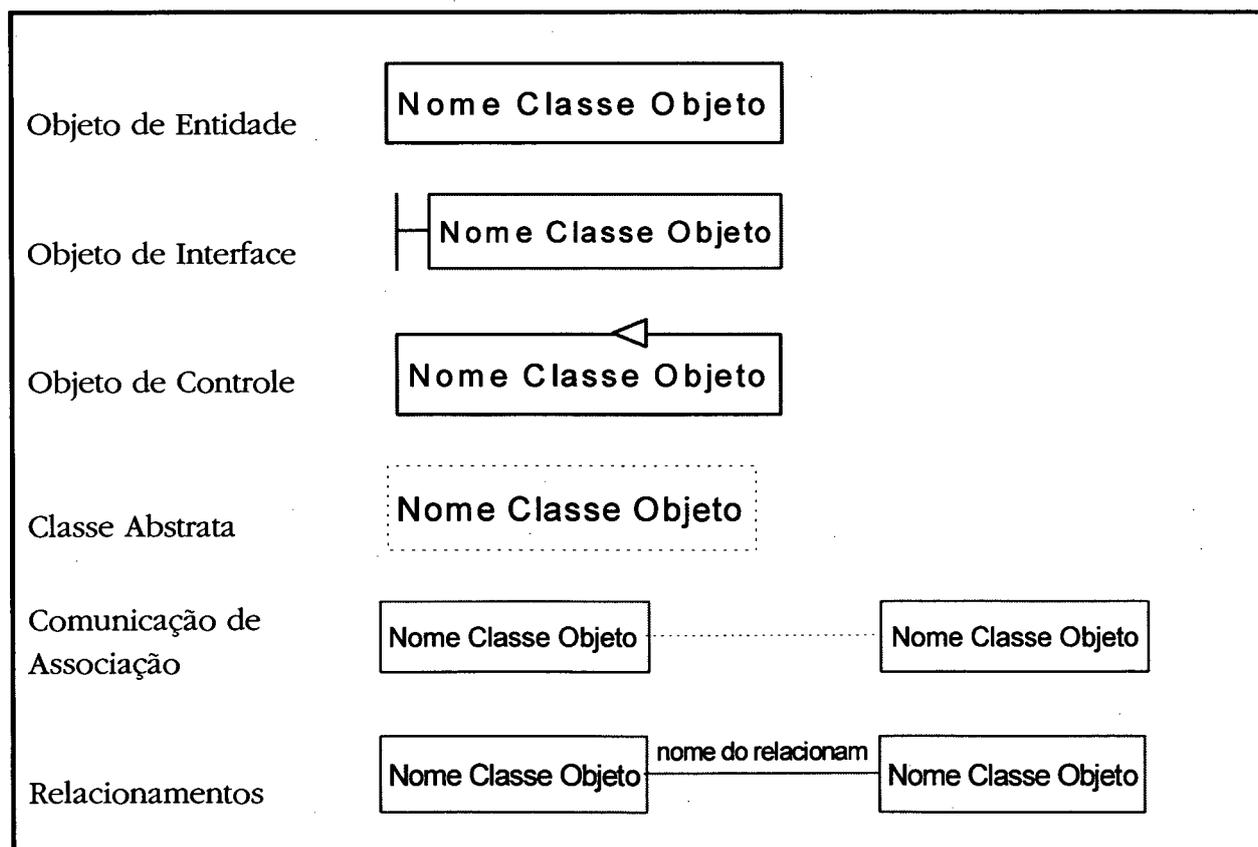 Objeto de Entidade
Nome Classe Objeto
Objeto de Interface
Nome Classe Objeto
Objeto de Controle
Nome Classe Objeto
Classe Abstrata
Nome Classe Objeto
Comunicação de
Associação
Nome Classe Objeto
Nome Classe Objeto
Relacionamentos
Nome Classe Objeto
nome do relacionam
Nome Classe Objeto